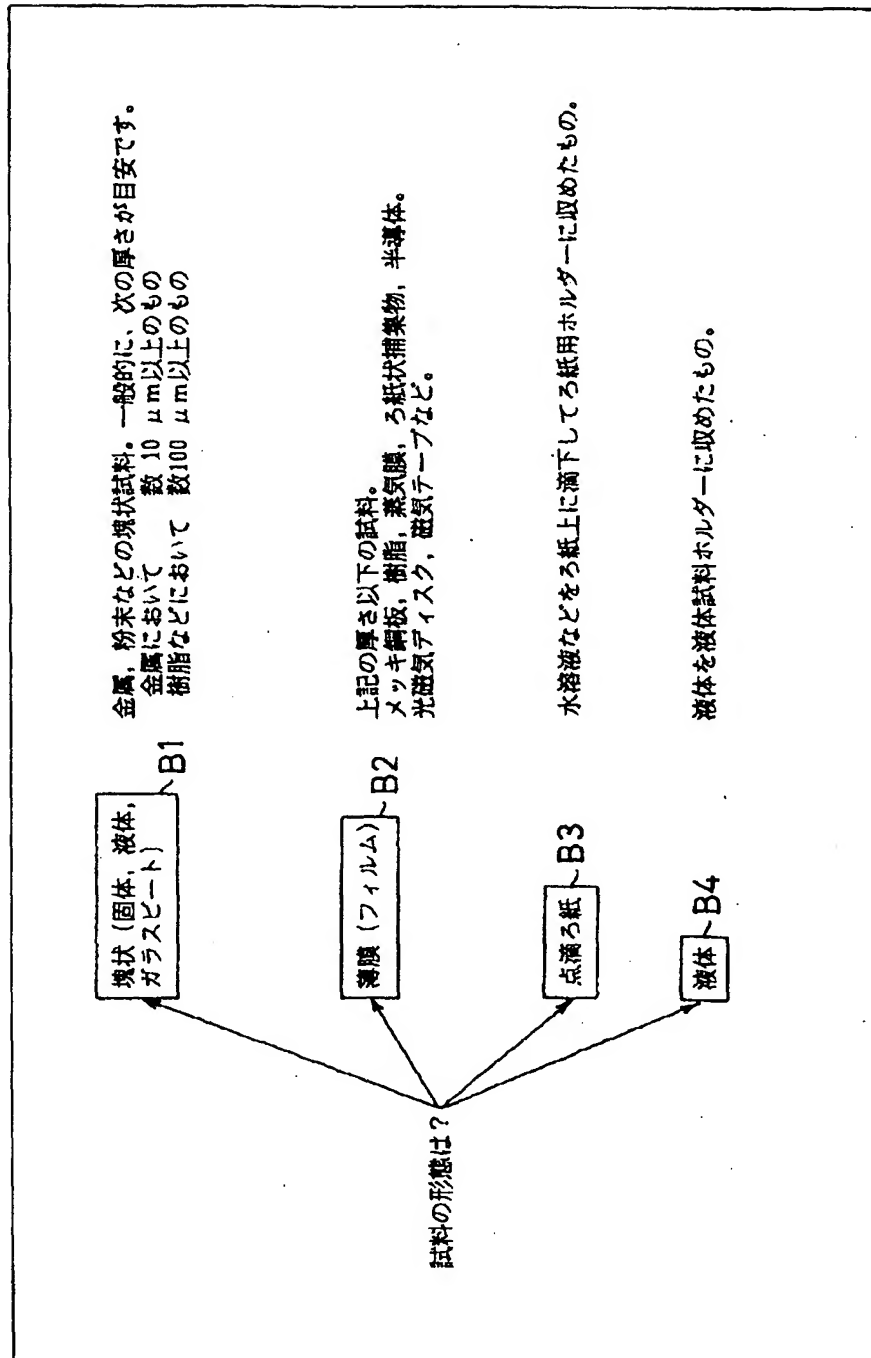 試料の形態は？
塊状（固体，液体，
ガラスビート）
B1
金属，粉末などの塊状試料。一般的に、次の厚さが目安です。
金属において 数 10 μm以上のもの
樹脂などにおいて 数100 μm以上のもの
薄膜（フィルム）
B2
上記の厚さ以下の試料。
メッキ鋼板，樹脂，蒸気膜，ろ紙状捕集物，半導体。
光磁気ディスク，磁気テープなど。
点滴ろ紙
B3
水溶液などをろ紙上に滴下してろ紙用ホルダーに収めたもの。
液体
B4
液体を液体試料ホルダーに収めたもの。